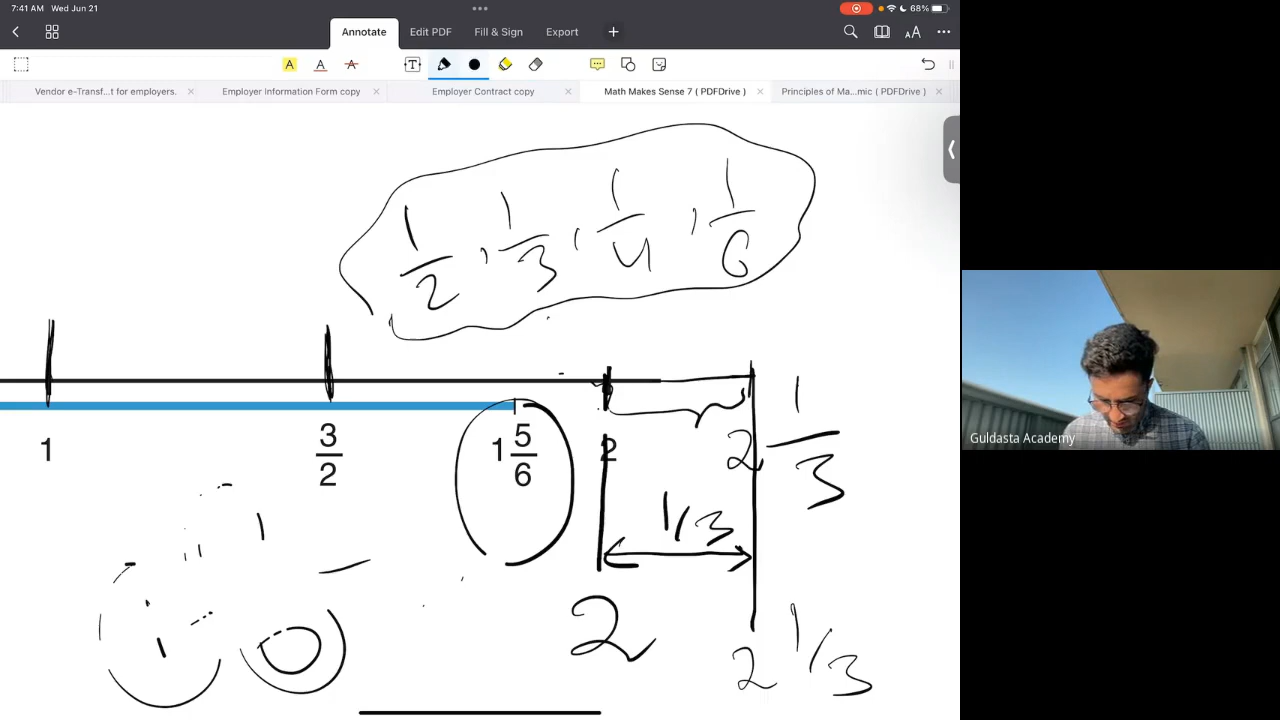 7:41 AM Wed Jun 21
68%
Annotate Edit PDF Fill & Sign Export
AA
A A A T
Vendor e-Transf...t for employers. Employer Information Form copy Employer Contract copy Math Makes Sense 7 ( PDFDrive ) Principles of Ma...mic ( PDFDrive )
1/2 , 1/3 , 1/4 , 1/6
1 3/2 1 5/6 2 2 1/3
1/3
2 2 1/3
Guldasta Academy